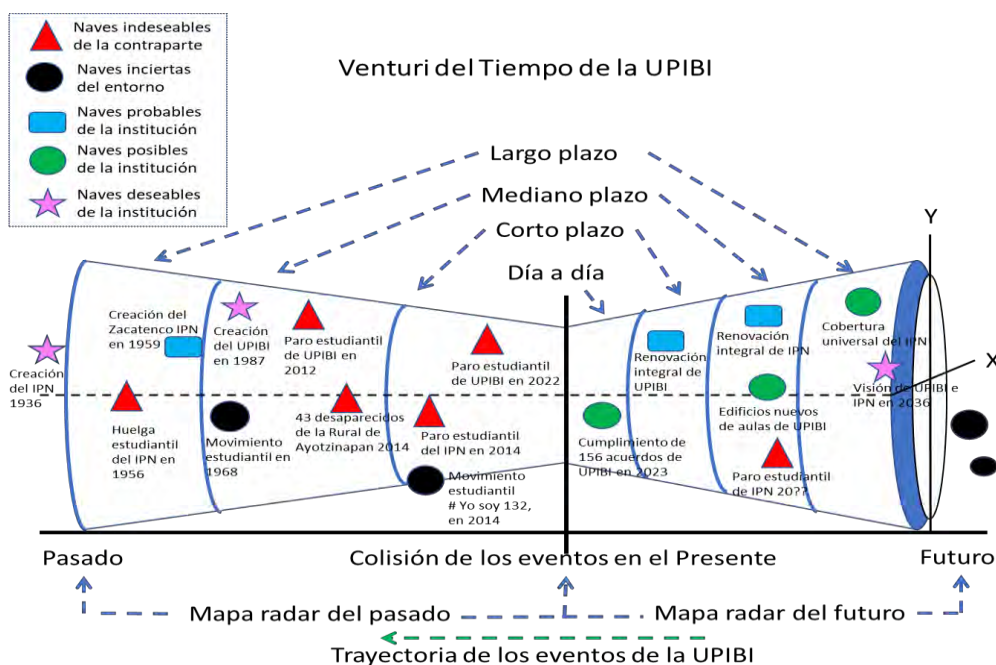 Naves indeseables
de la contraparte
Naves inciertas
del entorno
Naves probables
de la institución
Naves posibles
de la institución
Naves deseables
de la institución
Venturi del Tiempo de la UPIBI
Largo plazo
Mediano plazo
Corto plazo
Día a día
Y
X
Creación del IPN
1936
Creación del
Zacatenco IPN
en 1959
Huelga
estudiantil
del IPN en 1956
Creación
del UPIBI
en 1987
Movimiento
estudiantil en
1968
Paro estudiantil
de UPIBI en
2012
43 desaparecidos
de la Rural de
Ayotzinapan 2014
Paro estudiantil
del IPN en 2014
Movimiento
estudiantil
# Yo soy 132,
en 2014
Paro estudiantil
de UPIBI en 2022
Cumplimiento de
156 acuerdos de
UPIBI en 2023
Renovación
integral de
UPIBI
Renovación
integral de IPN
Edificios nuevos
de aulas de UPIBI
Paro estudiantil
de IPN 20??
Cobertura
universal del IPN
Visión de UPIBI e
IPN en 2036
Pasado
Colisión de los eventos en el Presente
Futuro
Mapa radar del pasado
Mapa radar del futuro
Trayectoria de los eventos de la UPIBI